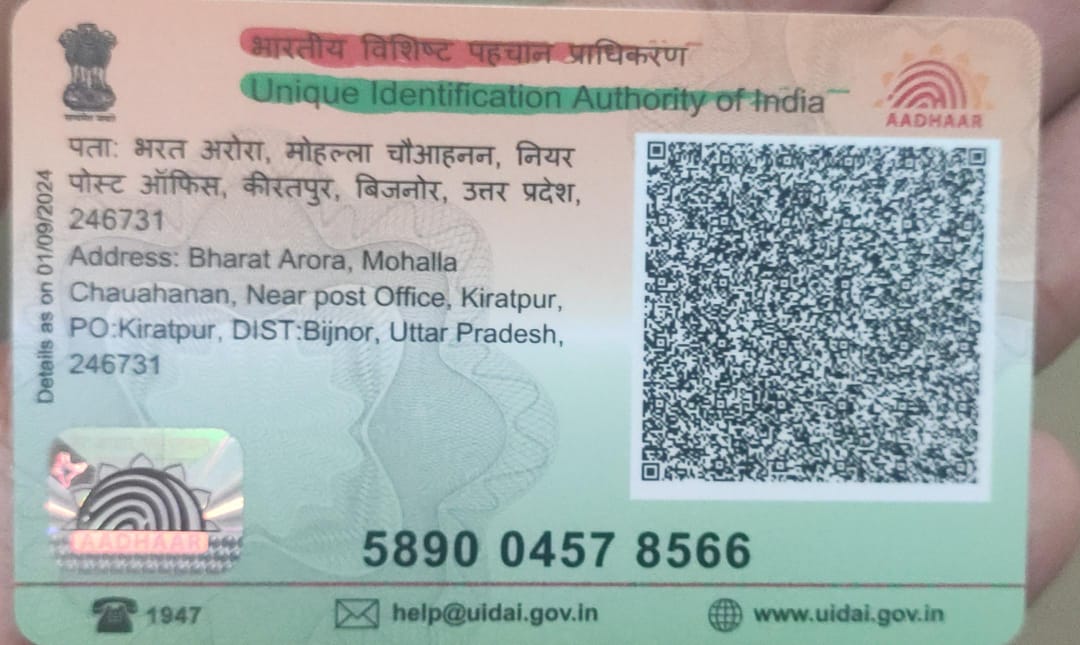 भारतीय विशिष्ट पहचान प्राधिकरण
Unique Identification Authority of India
AADHAAR
पता: भरत अरोरा, मोहल्ला चौआहनन, नियर
पोस्ट ऑफिस, कीरतपुर, बिजनोर, उत्तर प्रदेश,
246731
Address: Bharat Arora, Mohalla
Chauahanan, Near post Office, Kiratpur,
PO:Kiratpur, DIST:Bijnor, Uttar Pradesh,
246731
Details as on 01/09/2024
AADHAAR
5890 0457 8566
1947
help@uidai.gov.in
www.uidai.gov.in